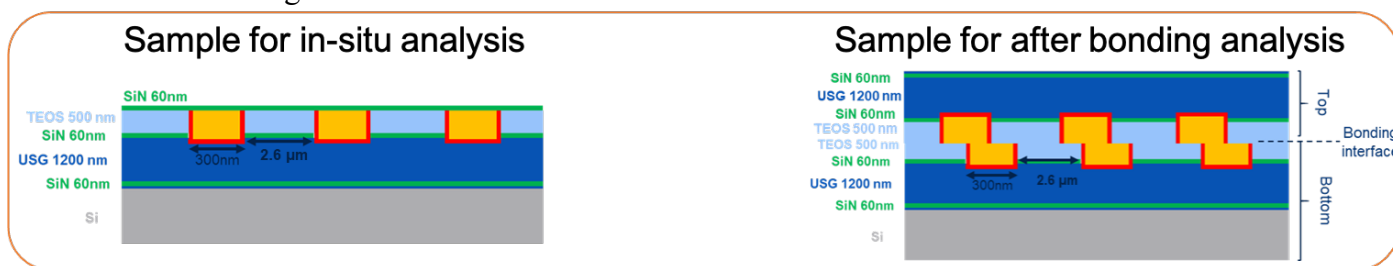 Sample for in-situ analysis
SiN 60nm
TEOS 500 nm
SiN 60nm
USG 1200 nm
SiN 60nm
Si
300nm
2.6 µm
Sample for after bonding analysis
SiN 60nm
USG 1200 nm
SiN 60nm
TEOS 500 nm
TEOS 500 nm
SiN 60nm
USG 1200 nm
SiN 60nm
Si
300nm
2.6 µm
Top
Bonding
interface
Bottom